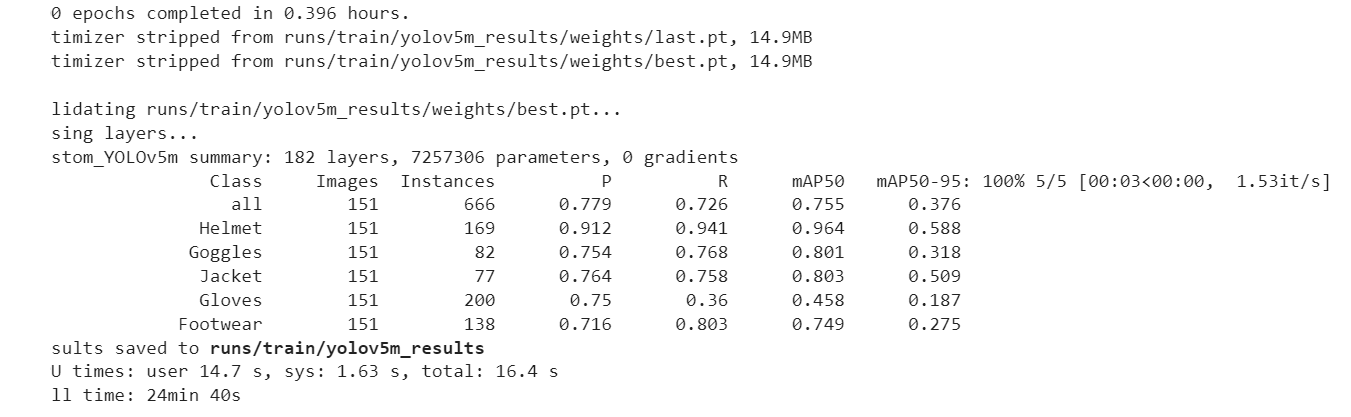 0 epochs completed in 0.396 hours.
timizer stripped from runs/train/yolov5m_results/weights/last.pt, 14.9MB
timizer stripped from runs/train/yolov5m_results/weights/best.pt, 14.9MB
lidating runs/train/yolov5m_results/weights/best.pt...
sing layers...
stom_YOLOv5m summary: 182 layers, 7257306 parameters, 0 gradients
Class Images Instances P R mAP50 mAP50-95: 100% 5/5 [00:03<00:00, 1.53it/s]
all 151 666 0.779 0.726 0.755 0.376
Helmet 151 169 0.912 0.941 0.964 0.588
Goggles 151 82 0.754 0.768 0.801 0.318
Jacket 151 77 0.764 0.758 0.803 0.509
Gloves 151 200 0.75 0.36 0.458 0.187
Footwear 151 138 0.716 0.803 0.749 0.275
sults saved to runs/train/yolov5m_results
U times: user 14.7 s, sys: 1.63 s, total: 16.4 s
ll time: 24min 40s